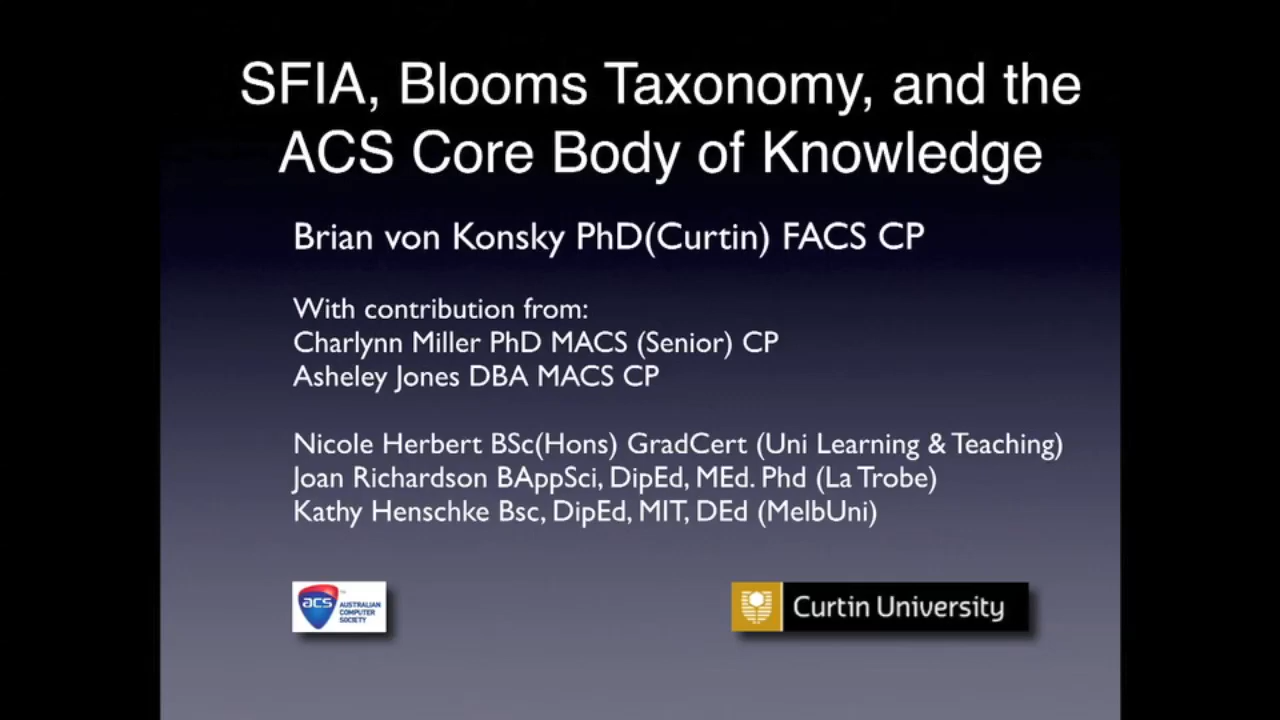 SFIA, Blooms Taxonomy, and the
ACS Core Body of Knowledge
Brian von Konsky PhD(Curtin) FACS CP
With contribution from:
Charlynn Miller PhD MACS (Senior) CP
Asheley Jones DBA MACS CP
Nicole Herbert BSc(Hons) GradCert (Uni Learning & Teaching)
Joan Richardson BAppSci, DipEd, MEd. Phd (La Trobe)
Kathy Henschke Bsc, DipEd, MIT, DEd (MelbUni)
acs
AUSTRALIAN
COMPUTER
SOCIETY
Curtin University